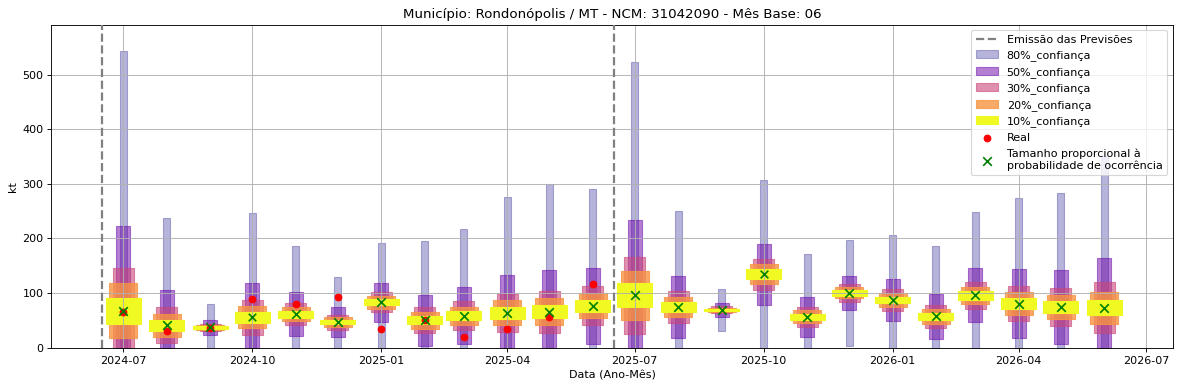 Município: Rondonópolis / MT - NCM: 31042090 - Mês Base: 06
Emissão das Previsões
80%_confiança
50%_confiança
30%_confiança
20%_confiança
10%_confiança
Real
Tamanho proporcional à
probabilidade de ocorrência
500
400
300
200
100
0
kt
2024-07 2024-10 2025-01 2025-04 2025-07 2025-10 2026-01 2026-04 2026-07
Data (Ano-Mês)